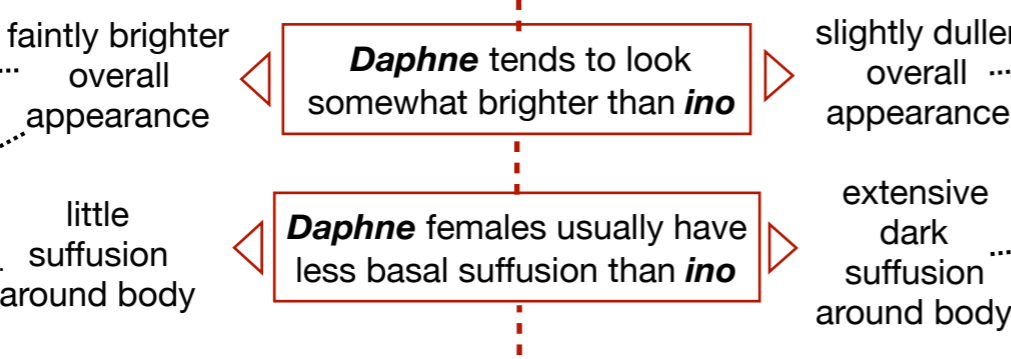 faintly brighter
overall
appearance
Daphne tends to look
somewhat brighter than ino
slightly duller
overall
appearance
little
suffusion
around body
Daphne females usually have
less basal suffusion than ino
extensive
dark
suffusion
around body